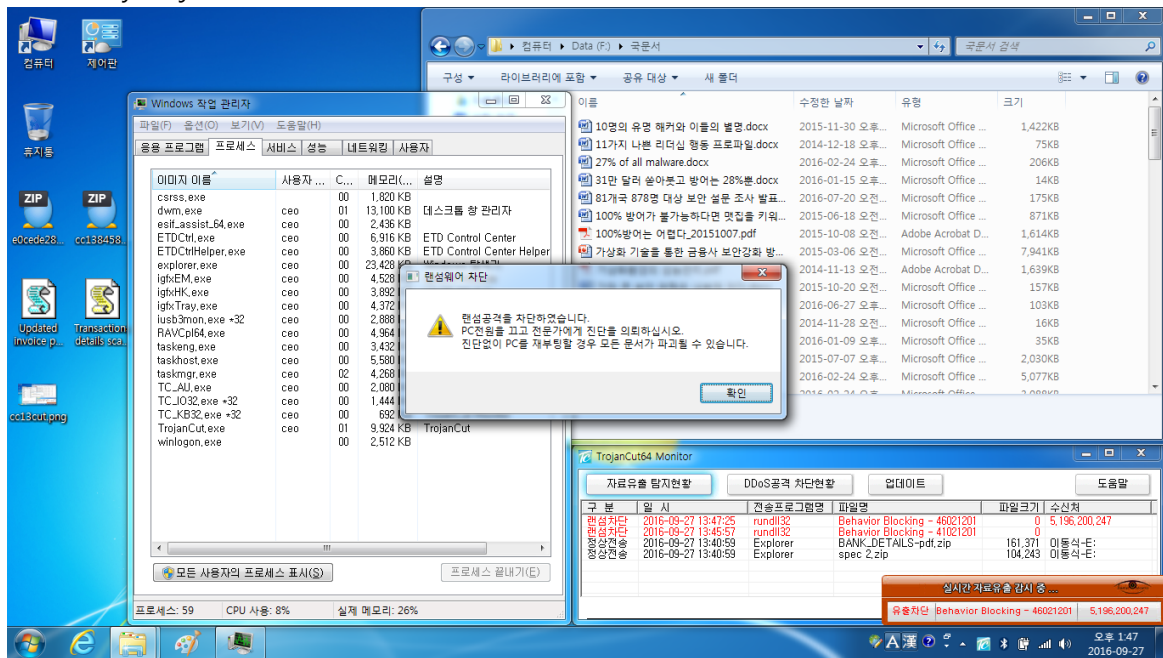 컴퓨터
제어판
휴지통
ZIP
ZIP
e0cede28...
cc138458...
Updated invoice p...
Transaction details sca...
cc13cut.png
컴퓨터 ▸ Data (F:) ▸ 국문서
국문서 검색
구성 ▾ 라이브러리에 포함 ▾ 공유 대상 ▾ 새 폴더
이름 수정한 날짜 유형 크기
10명의 유명 해커와 이들의 별명.docx 2015-11-30 오후... Microsoft Office ... 1,422KB
11가지 나쁜 리더십 행동 프로파일.docx 2014-12-18 오후... Microsoft Office ... 75KB
27% of all malware.docx 2016-02-24 오후... Microsoft Office ... 206KB
31만 달러 쏟아붓고 방어는 28%뿐.docx 2016-01-15 오후... Microsoft Office ... 14KB
81개국 878명 대상 보안 설문 조사 발표... 2016-07-20 오전... Microsoft Office ... 175KB
100% 방어가 불가능하다면 맷집을 키워... 2015-06-18 오전... Microsoft Office ... 871KB
100%방어는 어렵다_20151007.pdf 2015-10-08 오전... Adobe Acrobat D... 1,614KB
가상화 기술을 통한 금융사 보안강화 방... 2015-03-06 오전... Microsoft Office ... 7,941KB
2014-11-13 오전... Adobe Acrobat D... 1,639KB
2015-10-20 오전... Microsoft Office ... 157KB
2016-06-27 오후... Microsoft Office ... 103KB
2014-11-28 오전... Microsoft Office ... 16KB
2016-01-09 오후... Microsoft Office ... 35KB
2015-07-07 오후... Microsoft Office ... 2,030KB
2016-02-24 오후... Microsoft Office ... 5,077KB
Windows 작업 관리자
파일(F) 옵션(O) 보기(V) 도움말(H)
응용 프로그램 프로세스 서비스 성능 네트워킹 사용자
이미지 이름 사용자 ... C... 메모리(... 설명
csrss.exe 00 1,820 KB
dwm.exe ceo 01 13,100 KB 데스크톱 창 관리자
esif_assist_64.exe ceo 00 2,436 KB
ETDCtrl.exe ceo 00 6,916 KB ETD Control Center
ETDCtrlHelper.exe ceo 00 3,860 KB ETD Control Center Helper
explorer.exe ceo 00 23,428
igfxEM.exe ceo 00 4,528
igfxHK.exe ceo 00 3,892
igfxTray.exe ceo 00 4,372
iusb3mon.exe *32 ceo 00 2,888
RAVCpl64.exe ceo 00 4,964
taskeng.exe ceo 00 3,432
taskhost.exe ceo 00 5,580
taskmgr.exe ceo 02 4,268
TC_AU.exe ceo 00 2,080
TC_IO32.exe *32 ceo 00 1,444
TC_KB32.exe *32 ceo 00 692
TrojanCut.exe ceo 01 9,924 KB TrojanCut
winlogon.exe 00 2,512 KB
모든 사용자의 프로세스 표시(S)
프로세스 끝내기(E)
프로세스: 59 CPU 사용: 8% 실제 메모리: 26%
랜섬웨어 차단
랜섬공격을 차단하였습니다.
PC전원을 끄고 전문가에게 진단을 의뢰하십시오.
진단없이 PC를 재부팅할 경우 모든 문서가 파괴될 수 있습니다.
확인
TrojanCut64 Monitor
자료유출 탐지현황 DDoS공격 차단현황 업데이트 도움말
구 분 일 시 전송프로그램명 파일명 파일크기 수신처
랜섬차단 2016-09-27 13:47:25 rundll32 Behavior Blocking - 46021201 0 5,196,200,247
랜섬차단 2016-09-27 13:45:57 rundll32 Behavior Blocking - 41021201 0
정상전송 2016-09-27 13:40:59 Explorer BANK_DETAILS-pdf.zip 161,371 이동식-E:
정상전송 2016-09-27 13:40:59 Explorer spec 2.zip 104,243 이동식-E:
실시간 자료유출 감시 중 ...
유출차단 Behavior Blocking - 46021201 5,196,200,247
A 漢
오후 1:47
2016-09-27